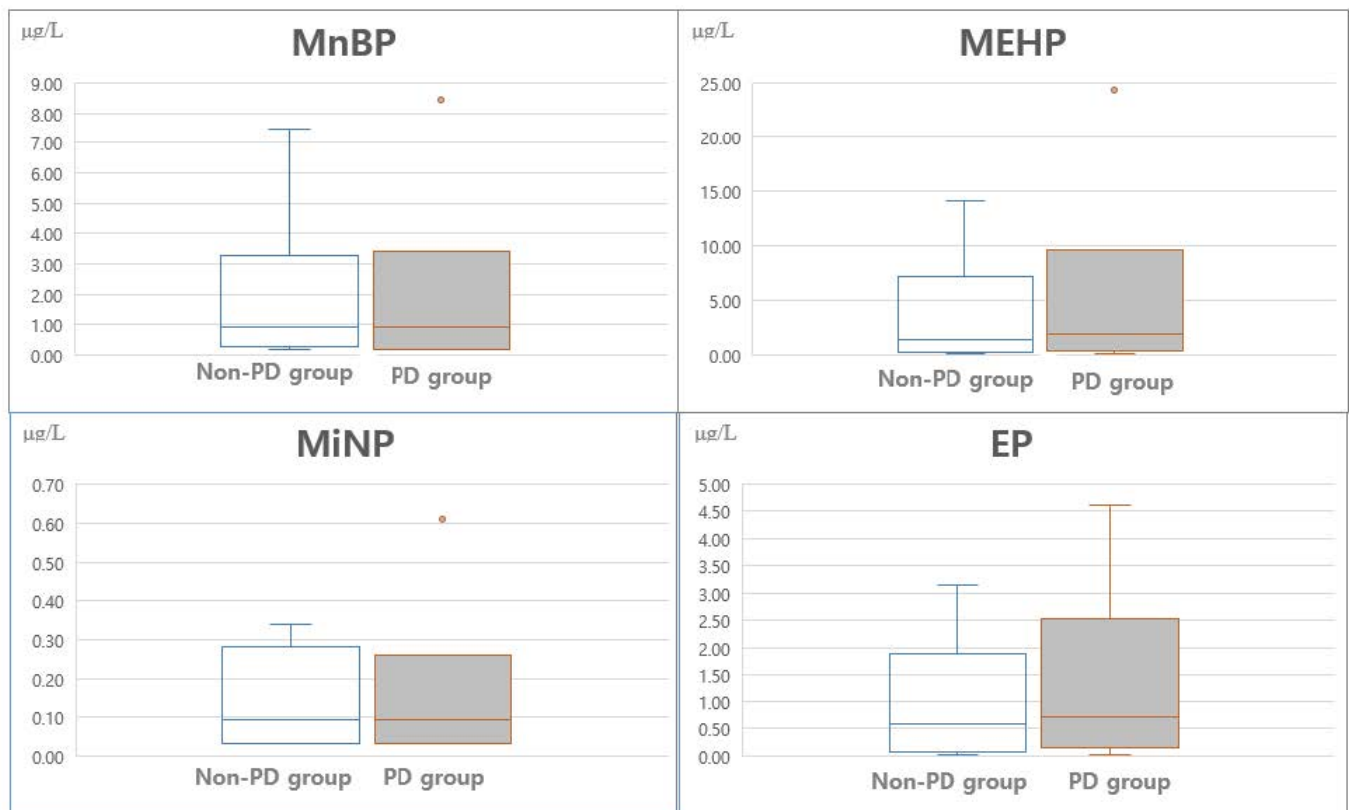 μg/L
MnBP
9.00
8.00
7.00
6.00
5.00
4.00
3.00
2.00
1.00
0.00
Non-PD group PD group
μg/L
MEHP
25.00
20.00
15.00
10.00
5.00
0.00
Non-PD group PD group
μg/L
MiNP
0.70
0.60
0.50
0.40
0.30
0.20
0.10
0.00
Non-PD group PD group
μg/L
EP
5.00
4.50
4.00
3.50
3.00
2.50
2.00
1.50
1.00
0.50
0.00
Non-PD group PD group